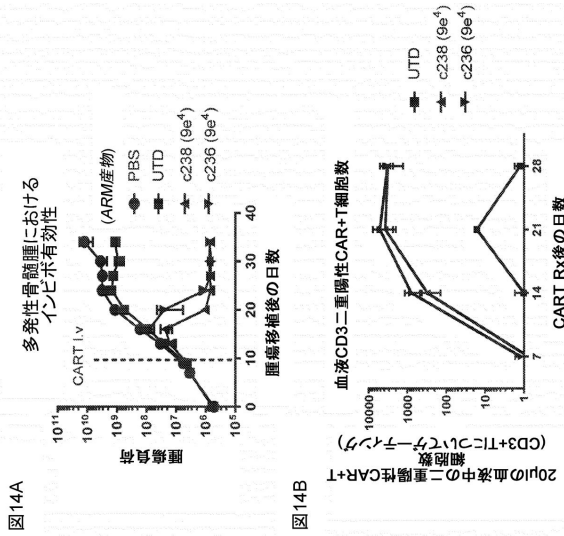 図14A
多発性骨髄腫における
インビボ有効性
(ARM産物)
CART i.v
PBS
UTD
c238 (9e⁴)
c236 (9e⁴)
腫瘍負荷
10¹¹
10¹⁰
10⁹
10⁸
10⁷
10⁶
10⁵
0
10
20
30
40
腫瘍移植後の日数
図14B
血液CD3二重陽性CAR+T細胞数
UTD
c238 (9e⁴)
c236 (9e⁴)
20µlの血液中の二重陽性CAR+T
細胞数
(CD3+Tについてゲーティング)
10000
1000
100
10
1
7
14
21
28
CART Rx後の日数